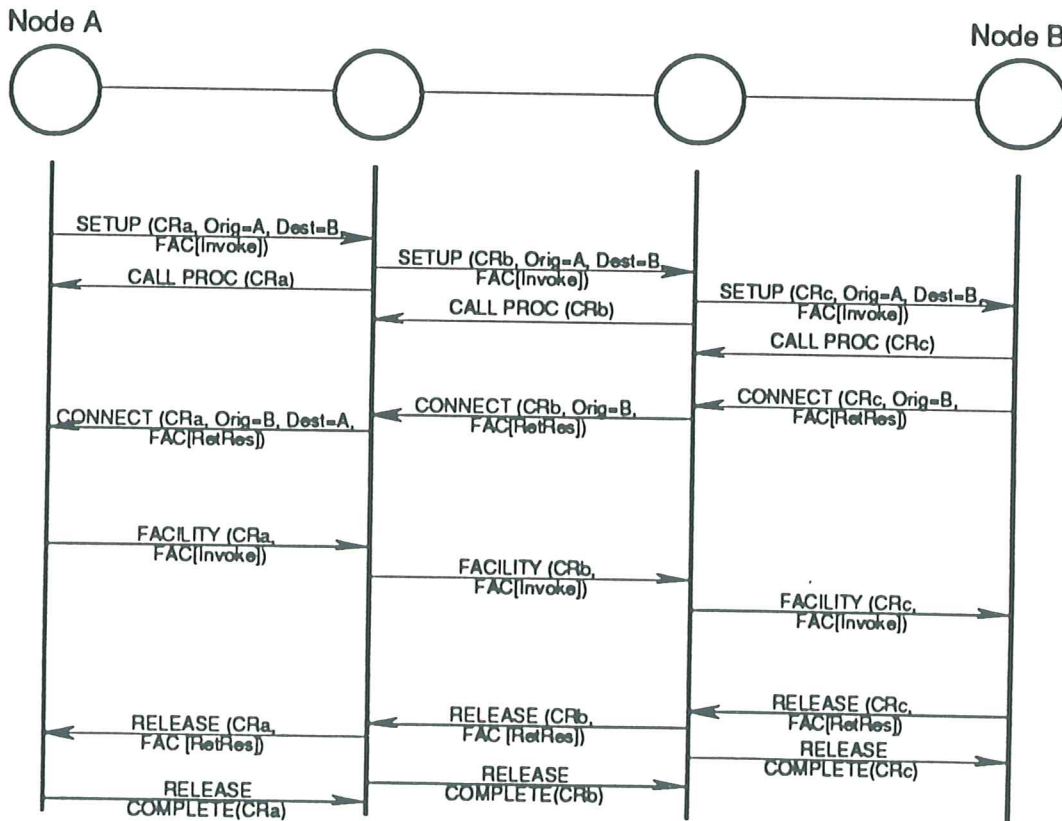 Node A
Node B
SETUP (CRa, Orig=A, Dest=B,
FAC[Invoke])
CALL PROC (CRa)
SETUP (CRb, Orig=A, Dest=B,
FAC[Invoke])
CALL PROC (CRb)
SETUP (CRc, Orig=A, Dest=B,
FAC[Invoke])
CALL PROC (CRc)
CONNECT (CRc, Orig=B,
FAC[RetRes])
CONNECT (CRb, Orig=B,
FAC[RetRes])
CONNECT (CRa, Orig=B, Dest=A,
FAC[RetRes])
FACILITY (CRa,
FAC[Invoke])
FACILITY (CRb,
FAC[Invoke])
FACILITY (CRc,
FAC[Invoke])
RELEASE (CRc,
FAC[RetRes])
RELEASE (CRb,
FAC [RetRes])
RELEASE (CRa,
FAC [RetRes])
RELEASE
COMPLETE(CRc)
RELEASE
COMPLETE(CRb)
RELEASE
COMPLETE(CRa)